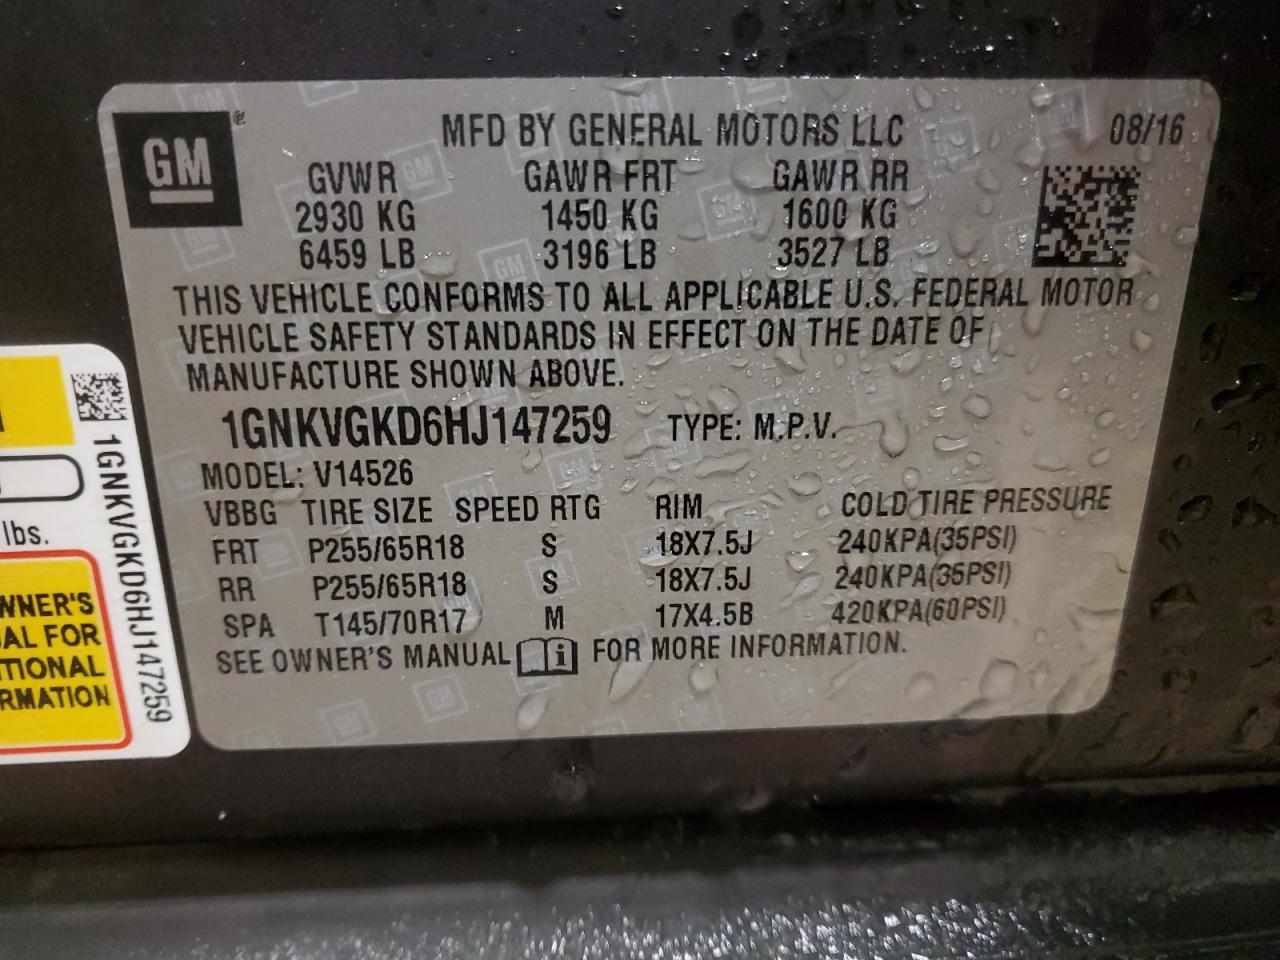 GM
MFD BY GENERAL MOTORS LLC 08/16
GVWR GAWR FRT GAWR RR
2930 KG 1450 KG 1600 KG
6459 LB 3196 LB 3527 LB
THIS VEHICLE CONFORMS TO ALL APPLICABLE U.S. FEDERAL MOTOR
VEHICLE SAFETY STANDARDS IN EFFECT ON THE DATE OF
MANUFACTURE SHOWN ABOVE.
1GNKVGKD6HJ147259 TYPE: M.P.V.
MODEL: V14526
VBBG TIRE SIZE SPEED RTG RIM COLD TIRE PRESSURE
FRT P255/65R18 S 18X7.5J 240KPA(35PSI)
RR P255/65R18 S 18X7.5J 240KPA(35PSI)
SPA T145/70R17 M 17X4.5B 420KPA(60PSI)
SEE OWNER'S MANUAL i FOR MORE INFORMATION.
lbs.
WNER'S
UAL FOR
ITIONAL
RMATION
1GNKVGKD6HJ147259